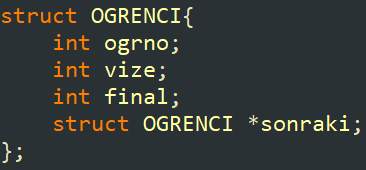 struct OGRENCI{
    int ogrno;
    int vize;
    int final;
    struct OGRENCI *sonraki;
};